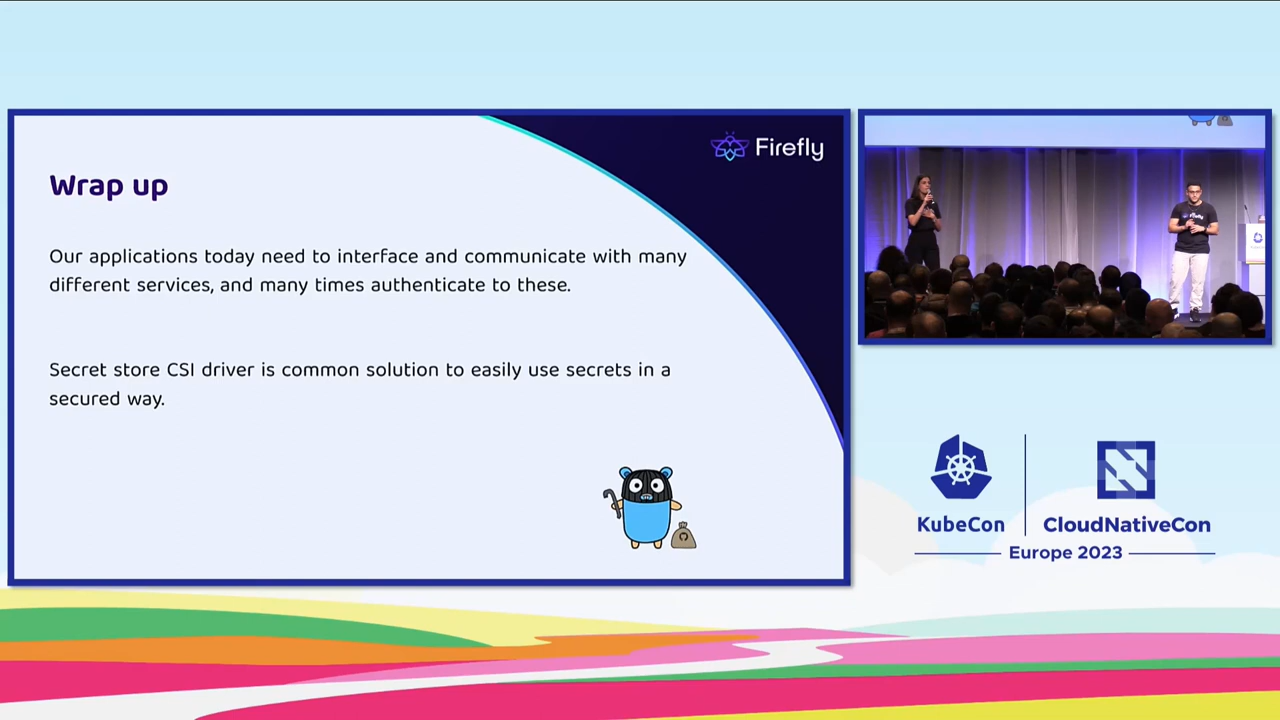 Firefly
Wrap up
Our applications today need to interface and communicate with many
different services, and many times authenticate to these.
Secret store CSI driver is common solution to easily use secrets in a
secured way.
KubeCon
CloudNativeCon
Europe 2023